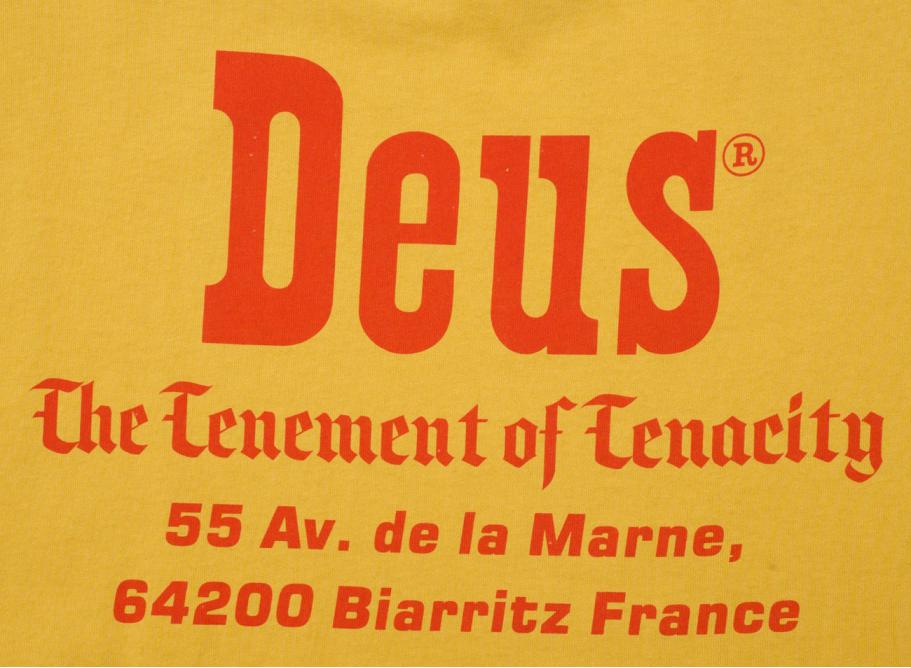 Deus®
The Tenement of Tenacity
55 Av. de la Marne,
64200 Biarritz France